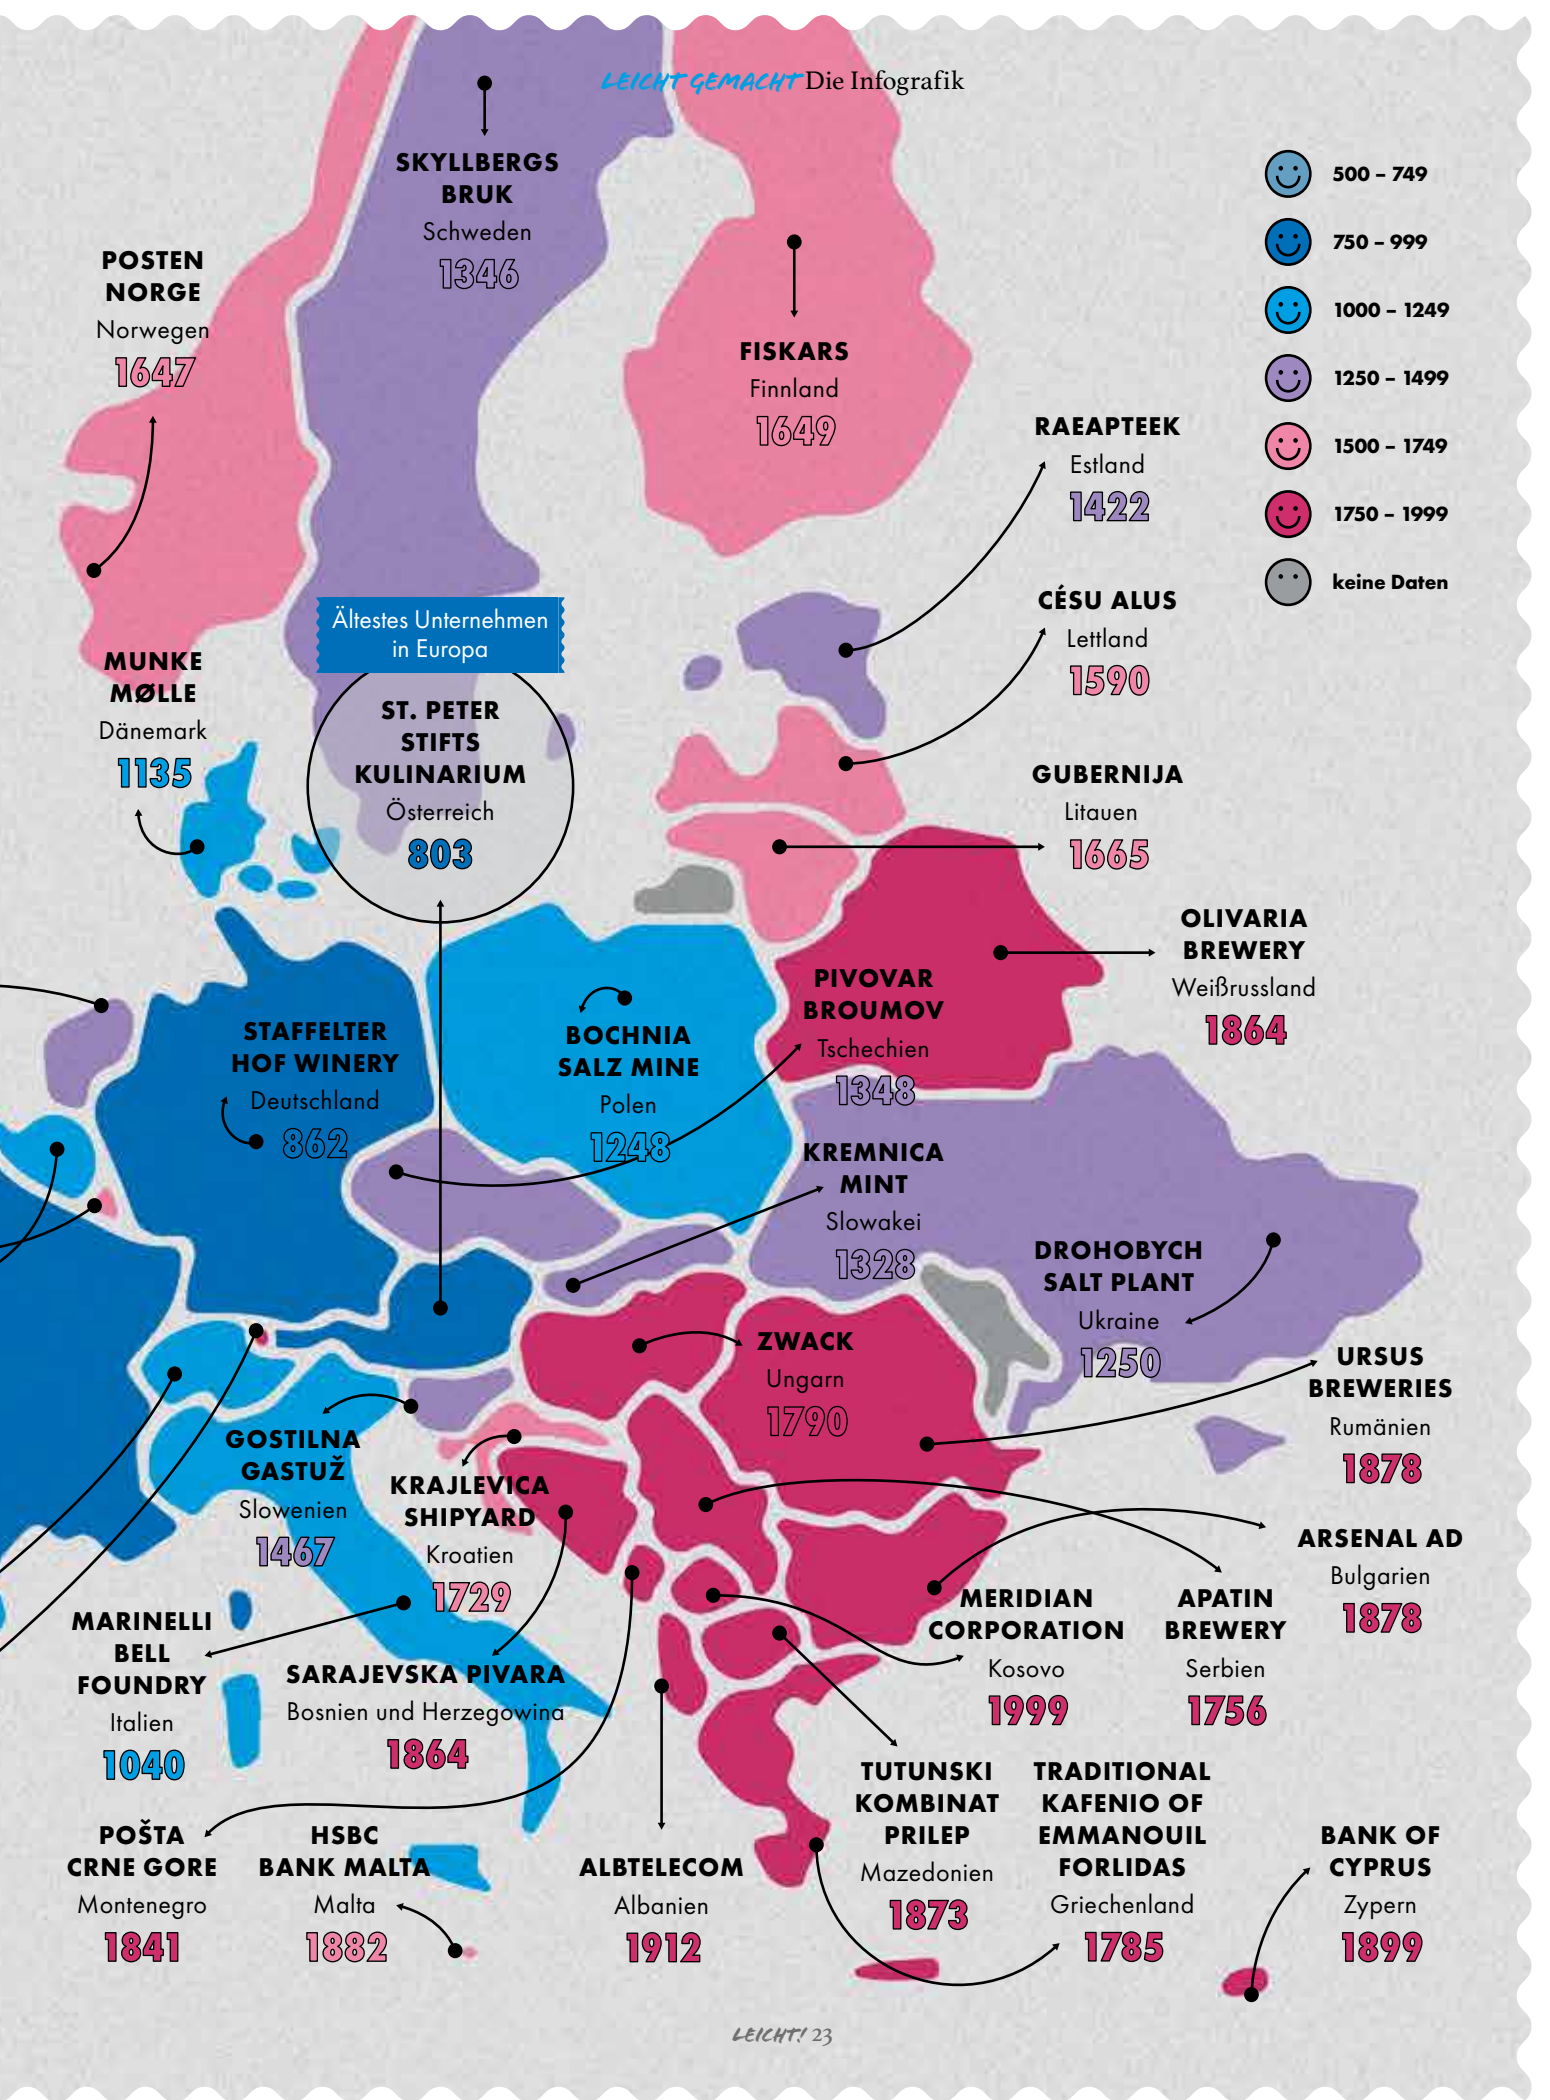 LEICHT GEMACHT Die Infografik
500 – 749
750 – 999
1000 – 1249
1250 – 1499
1500 – 1749
1750 – 1999
keine Daten
SKYLLBERGS
BRUK
Schweden
1346
POSTEN
NORGE
Norwegen
1647
FISKARS
Finnland
1649
RAEAPTEEK
Estland
1422
CÉSU ALUS
Lettland
1590
Ältestes Unternehmen
in Europa
ST. PETER
STIFTS
KULINARIUM
Österreich
803
MUNKE
MØLLE
Dänemark
1135
GUBERNIJA
Litauen
1665
OLIVARIA
BREWERY
Weißrussland
1864
PIVOVAR
BROUMOV
Tschechien
1348
STAFFELTER
HOF WINERY
Deutschland
862
BOCHNIA
SALZ MINE
Polen
1248
KREMNICA
MINT
Slowakei
1328
DROHOBYCH
SALT PLANT
Ukraine
1250
ZWACK
Ungarn
1790
URSUS
BREWERIES
Rumänien
1878
GOSTILNA
GASTUŽ
Slowenien
1467
KRAJLEVICA
SHIPYARD
Kroatien
1729
ARSENAL AD
Bulgarien
1878
MERIDIAN
CORPORATION
Kosovo
1999
APATIN
BREWERY
Serbien
1756
MARINELLI
BELL
FOUNDRY
Italien
1040
SARAJEVSKA PIVARA
Bosnien und Herzegowina
1864
POŠTA
CRNE GORE
Montenegro
1841
HSBC
BANK MALTA
Malta
1882
ALBTELECOM
Albanien
1912
TUTUNSKI
KOMBINAT
PRILEP
Mazedonien
1873
TRADITIONAL
KAFENIO OF
EMMANOUIL
FORLIDAS
Griechenland
1785
BANK OF
CYPRUS
Zypern
1899
LEICHT! 23